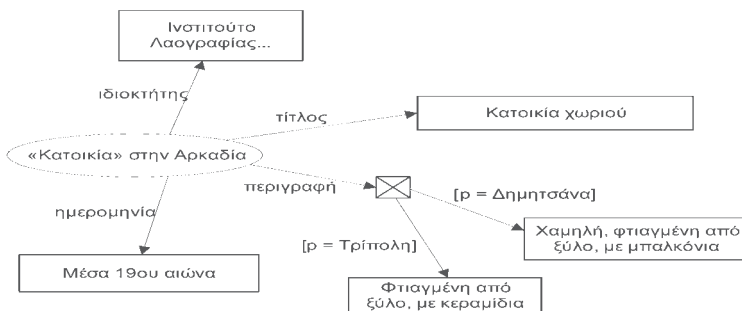 Ινστιτούτο
Λαογραφίας...
ιδιοκτήτης
τίτλος
Κατοικία χωριού
«Κατοικία» στην Αρκαδία
περιγραφή
[p = Δημητσάνα]
ημερομηνία
Χαμηλή, φτιαγμένη από
ξύλο, με μπαλκόνια
[p = Τρίπολη]
Μέσα 19ου αιώνα
Φτιαγμένη από
ξύλο, με κεραμίδια